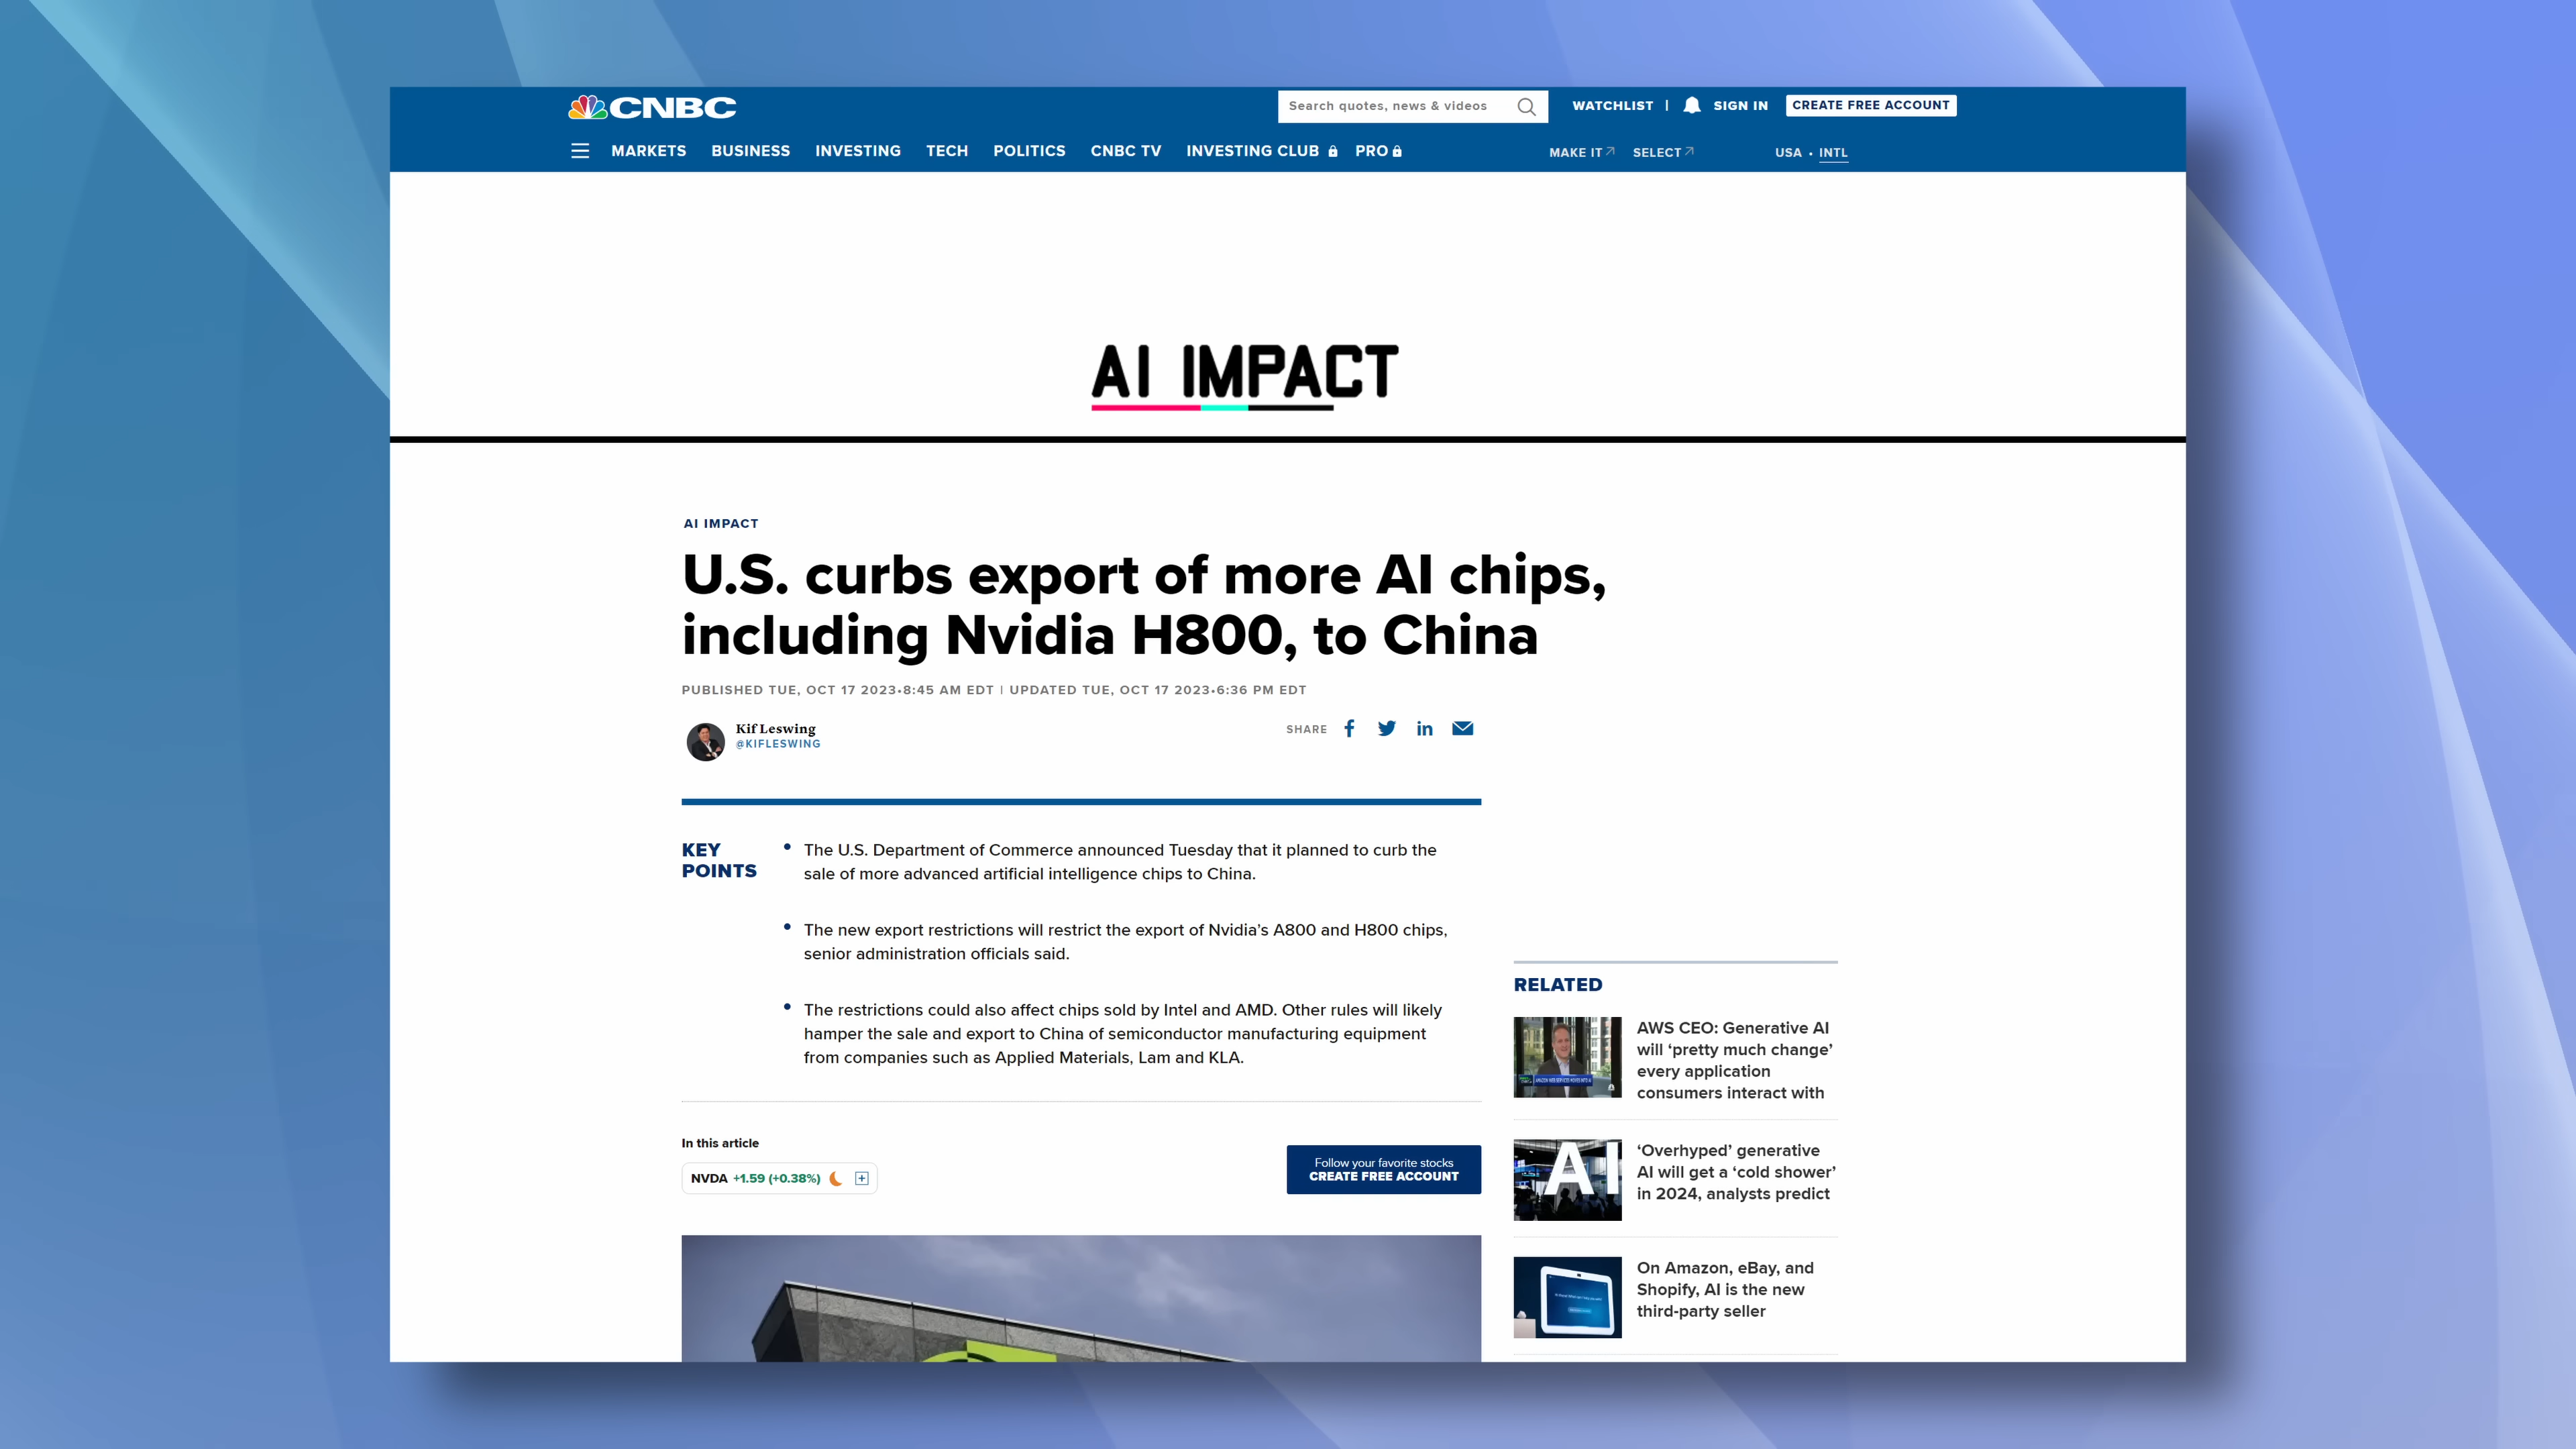 CNBC
Search quotes, news & videos
WATCHLIST |
SIGN IN
CREATE FREE ACCOUNT
MARKETS
BUSINESS
INVESTING
TECH
POLITICS
CNBC TV
INVESTING CLUB
PRO
MAKE IT
SELECT
USA • INTL
AI IMPACT
AI IMPACT
U.S. curbs export of more AI chips,
including Nvidia H800, to China
PUBLISHED TUE, OCT 17 2023•8:45 AM EDT | UPDATED TUE, OCT 17 2023•6:36 PM EDT
Kif Leswing
@KIFLESWING
SHARE
KEY
POINTS
• The U.S. Department of Commerce announced Tuesday that it planned to curb the
sale of more advanced artificial intelligence chips to China.
• The new export restrictions will restrict the export of Nvidia’s A800 and H800 chips,
senior administration officials said.
• The restrictions could also affect chips sold by Intel and AMD. Other rules will likely
hamper the sale and export to China of semiconductor manufacturing equipment
from companies such as Applied Materials, Lam and KLA.
In this article
NVDA +1.59 (+0.38%)
Follow your favorite stocks
CREATE FREE ACCOUNT
RELATED
AWS CEO: Generative AI
will ‘pretty much change’
every application
consumers interact with
AI
‘Overhyped’ generative
AI will get a ‘cold shower’
in 2024, analysts predict
On Amazon, eBay, and
Shopify, AI is the new
third-party seller